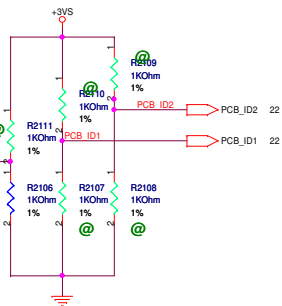 +3VS
1
@
R2109
1KOhm
1%
1
@
R2110
1KOhm
1%
2
PCB_ID2
PCB_ID2 22
1
@
R2111
1KOhm
1%
2
PCB_ID1
PCB_ID1 22
2
1
R2106
1KOhm
1%
2
1
R2107
1KOhm
1%
2
@
1
R2108
1KOhm
1%
2
@